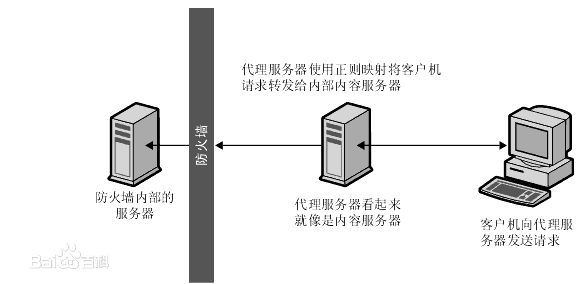 代理服务器使用正则映射将客户机
请求转发给内部内容服务器
防火墙
防火墙内部的
服务器
代理服务器看起来
就像是内容服务器
客户机向代理服
务器发送请求
Baidu百科